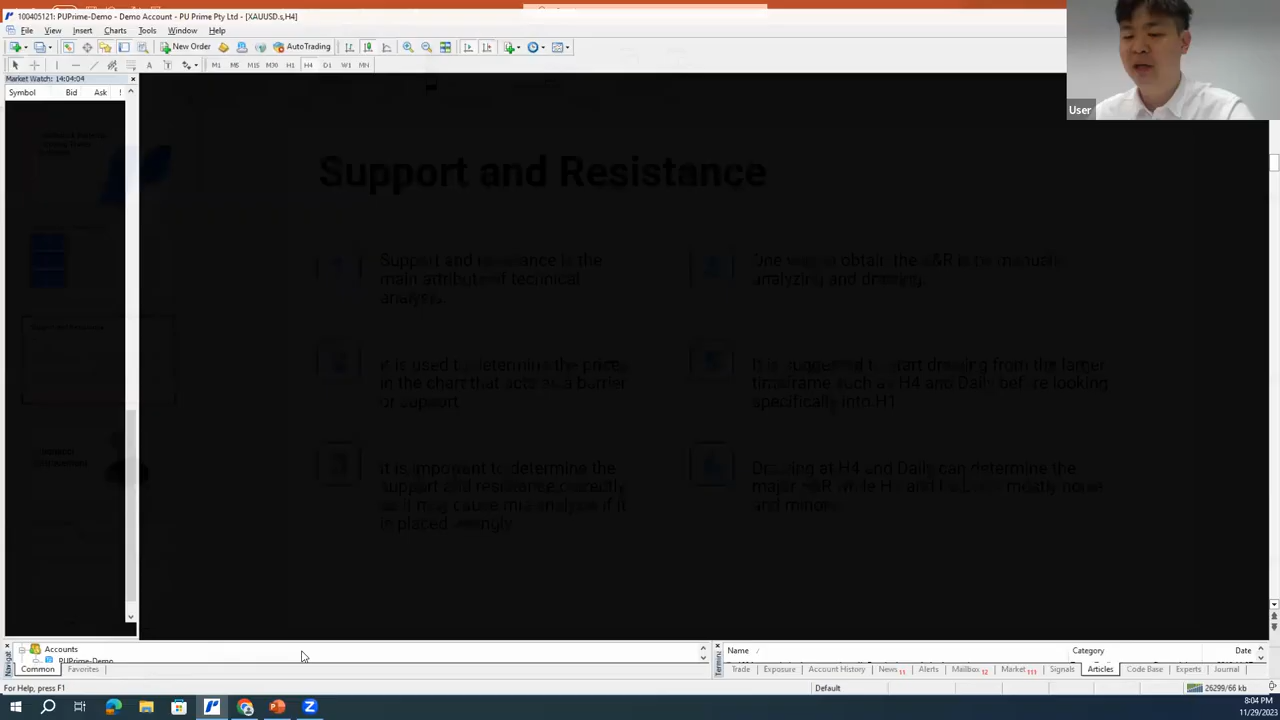 100405121: PUPrime-Demo - Demo Account - PU Prime Pty Ltd - [XAUUSD.s,H4]
File View Insert Charts Tools Window Help
New Order AutoTrading
M1 M5 M15 M30 H1 H4 D1 W1 MN
User
Market Watch: 14:04:04
Symbol Bid Ask !
Support and Resistance
Support and resistance is the
main attribute of technical
analysis.
One way to obtain the S&R is by manually
analyzing and drawing.
It is used to determine the prices
in the chart that acts as a barrier
or support.
It is suggested to start drawing from the larger
timeframe such as H4 and Daily before looking
specifically into H1
It is important to determine the
support and resistance correctly
as it may cause mis-analysis if it
is placed wrongly
Drawing at H4 and Daily can determine the
major S&R while H1 and
and minor.
Accounts
PUPrime-Demo
Common Favorites
Name / Category Date
Trade Exposure Account History News 11 Alerts Mailbox 12 Market 111 Signals Articles Code Base Experts Journal
For Help, press F1
Default
26299/66 kb
8:04 PM
11/29/2023